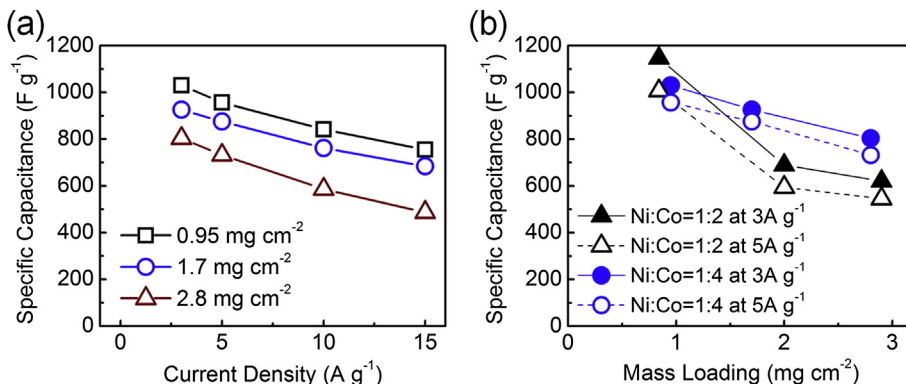 (a)
Specific Capacitance (F g⁻¹)
1200
1000
800
600
400
200
0
0.95 mg cm⁻²
1.7 mg cm⁻²
2.8 mg cm⁻²
0 5 10 15
Current Density (A g⁻¹)
(b)
Specific Capacitance (F g⁻¹)
1200
1000
800
600
400
200
0
Ni:Co=1:2 at 3A g⁻¹
Ni:Co=1:2 at 5A g⁻¹
Ni:Co=1:4 at 3A g⁻¹
Ni:Co=1:4 at 5A g⁻¹
0 1 2 3
Mass Loading (mg cm⁻²)